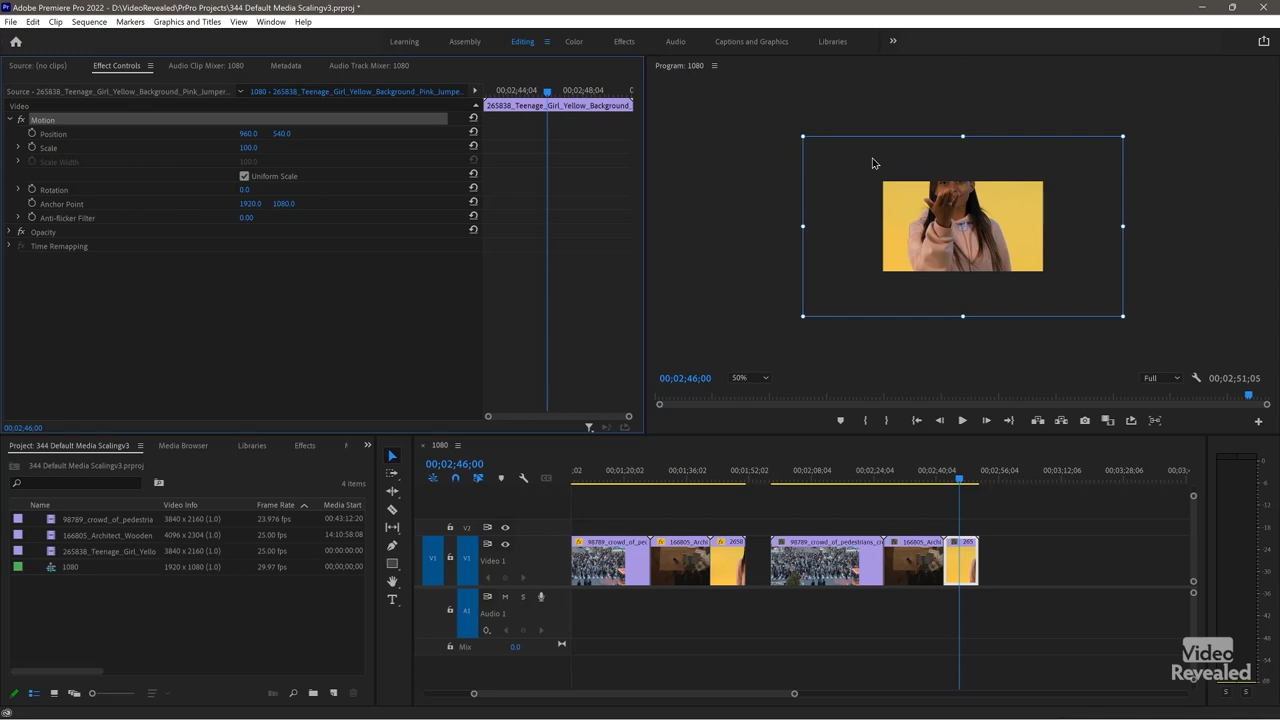 Adobe Premiere Pro 2022 - D:\VideoRevealed\PrPro Projects\344 Default Media Scalingv3.prproj *
File Edit Clip Sequence Markers Graphics and Titles View Window Help
Learning Assembly Editing Color Effects Audio Captions and Graphics Libraries
Source: (no clips) Effect Controls Audio Clip Mixer: 1080 Metadata Audio Track Mixer: 1080 Program: 1080
Source - 265838_Teenage_Girl_Yellow_Background_Pink_Jumper... 1080 - 265838_Teenage_Girl_Yellow_Background_Pink_Jumpe... 00;02;44;04 00;02;48;04 0
Video 265838_Teenage_Girl_Yellow_Background_
fx Motion
Position 960.0 540.0
Scale 100.0
Scale Width 100.0
Uniform Scale
Rotation 0.0
Anchor Point 1920.0 1080.0
Anti-flicker Filter 0.00
fx Opacity
fx Time Remapping
00;02;46;00 50% Full 00;02;51;05
00;02;46;00
Project: 344 Default Media Scalingv3 Media Browser Libraries Effects
344 Default Media Scalingv3.prproj
4 items
Name Video Info Frame Rate Media Start
98789_crowd_of_pedestria 3840 x 2160 (1.0) 23.976 fps 00:43:12:20
166805_Architect_Wooden 4096 x 2304 (1.0) 25.00 fps 14:10:58:08
265838_Teenage_Girl_Yello 3840 x 2160 (1.0) 25.00 fps 00:00:00:00
1080 1920 x 1080 (1.0) 29.97 fps 00;00;00;00
× 1080
00;02;46;00
;02 00;01;20;02 00;01;36;02 00;01;52;02 00;02;08;04 00;02;24;04 00;02;40;04 00;02;56;04 00;03;12;06 00;03;28;06
V2
V1 V1 Video 1
98789_crowd_of_pe 166805_Archi 2658 98789_crowd_of_pedestrians_cr 166805_Archi 265
A1 M S
Audio 1
Mix 0.0
S S
Video
Revealed